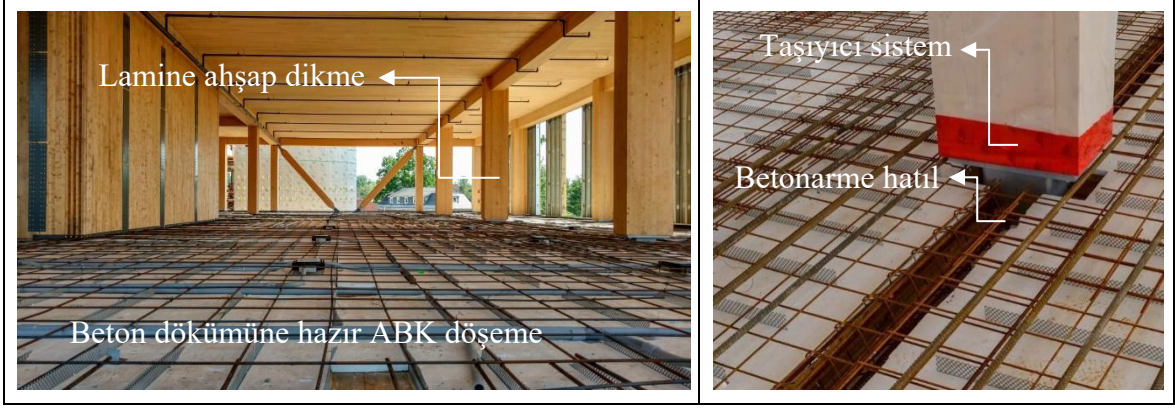 Lamine ahşap dikme
Beton dökümüne hazır ABK döşeme
Taşıyıcı sistem
Betonarme hatıl